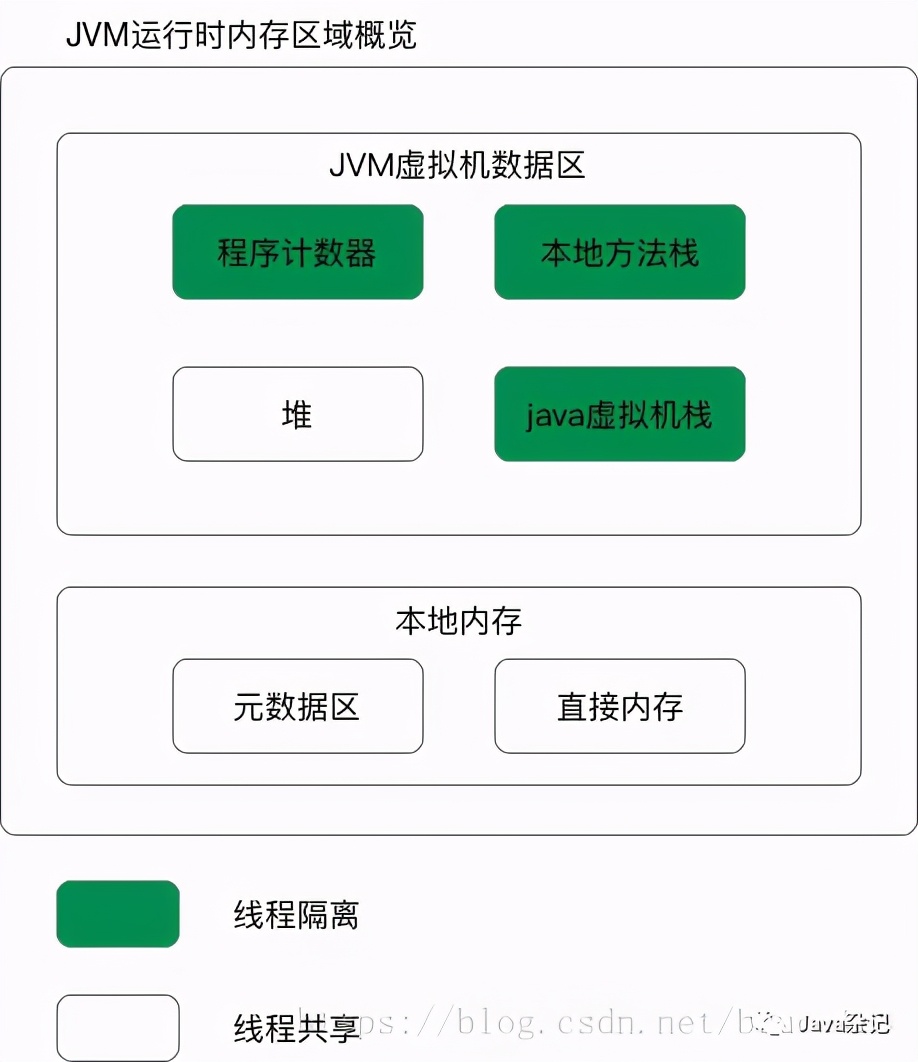 JVM运行时内存区域概览
JVM虚拟机数据区
程序计数器
本地方法栈
堆
java虚拟机栈
本地内存
元数据区
直接内存
线程隔离
线程共享
https://blog.csdn.net/b
Java杂记